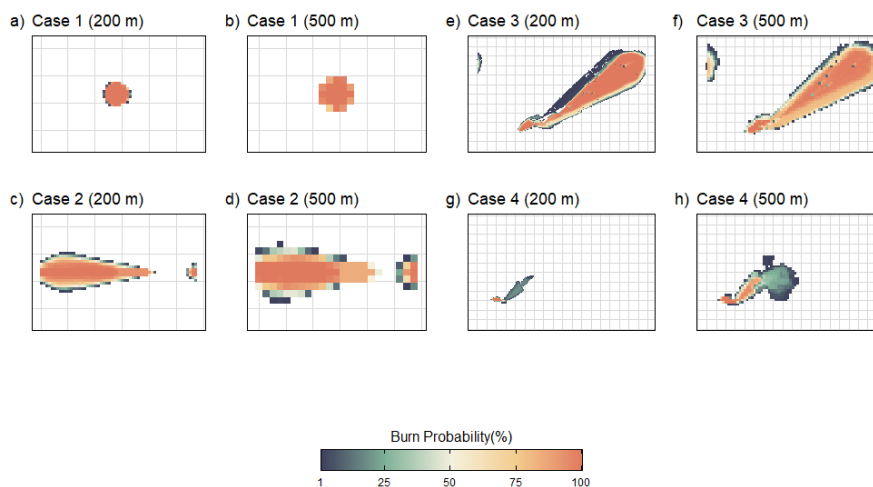 a) Case 1 (200 m)
b) Case 1 (500 m)
e) Case 3 (200 m)
f) Case 3 (500 m)
c) Case 2 (200 m)
d) Case 2 (500 m)
g) Case 4 (200 m)
h) Case 4 (500 m)
Burn Probability(%)
1 25 50 75 100